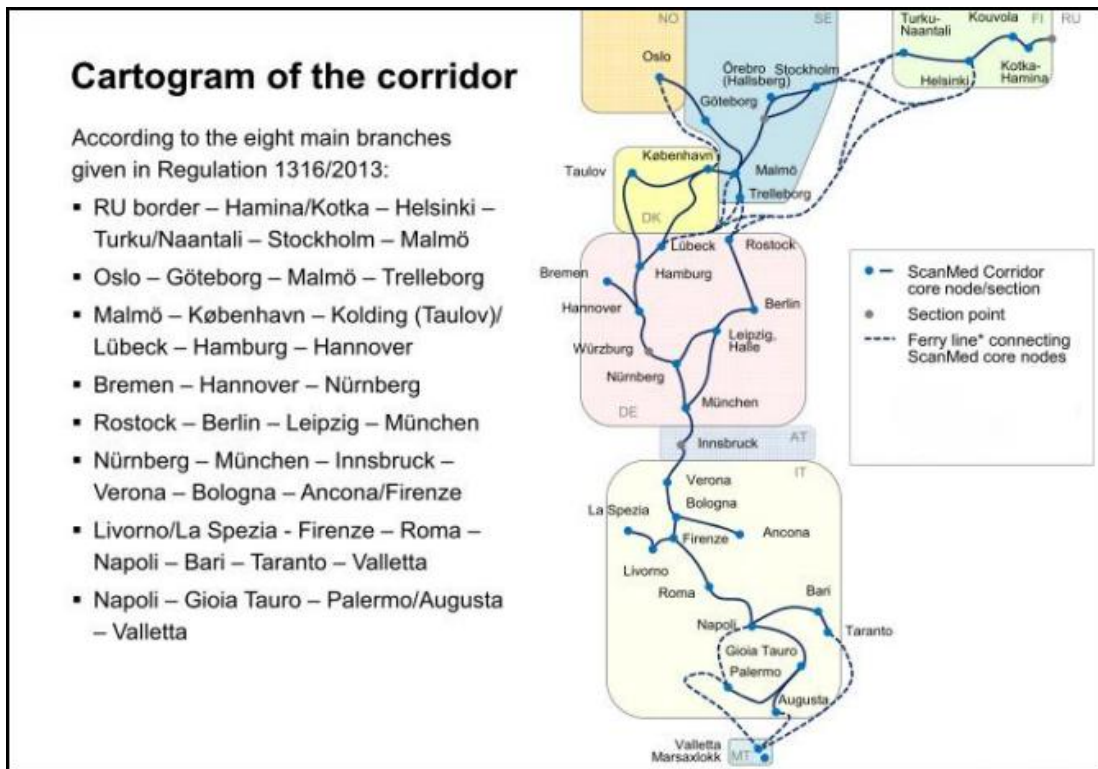 Cartogram of the corridor
According to the eight main branches
given in Regulation 1316/2013:
▪ RU border – Hamina/Kotka – Helsinki –
Turku/Naantali – Stockholm – Malmö
▪ Oslo – Göteborg – Malmö – Trelleborg
▪ Malmö – København – Kolding (Taulov)/
Lübeck – Hamburg – Hannover
▪ Bremen – Hannover – Nürnberg
▪ Rostock – Berlin – Leipzig – München
▪ Nürnberg – München – Innsbruck –
Verona – Bologna – Ancona/Firenze
▪ Livorno/La Spezia - Firenze – Roma –
Napoli – Bari – Taranto – Valletta
▪ Napoli – Gioia Tauro – Palermo/Augusta
– Valletta
NO
SE
Turku-
Naantali
Kouvola
FI
RU
Oslo
Örebro
(Hallsberg)
Stockholm
Helsinki
Kotka-
Hamina
Göteborg
København
Taulov
Malmö
Trelleborg
DK
Lübeck
Rostock
Bremen
Hamburg
Hannover
Berlin
Würzburg
Leipzig,
Halle
Nürnberg
München
DE
Innsbruck
AT
IT
Verona
La Spezia
Bologna
Firenze
Ancona
Livorno
Roma
Bari
Napoli
Taranto
Gioia Tauro
Palermo
Augusta
Valletta
Marsaxlokk
MT
ScanMed Corridor
core node/section
Section point
Ferry line* connecting
ScanMed core nodes